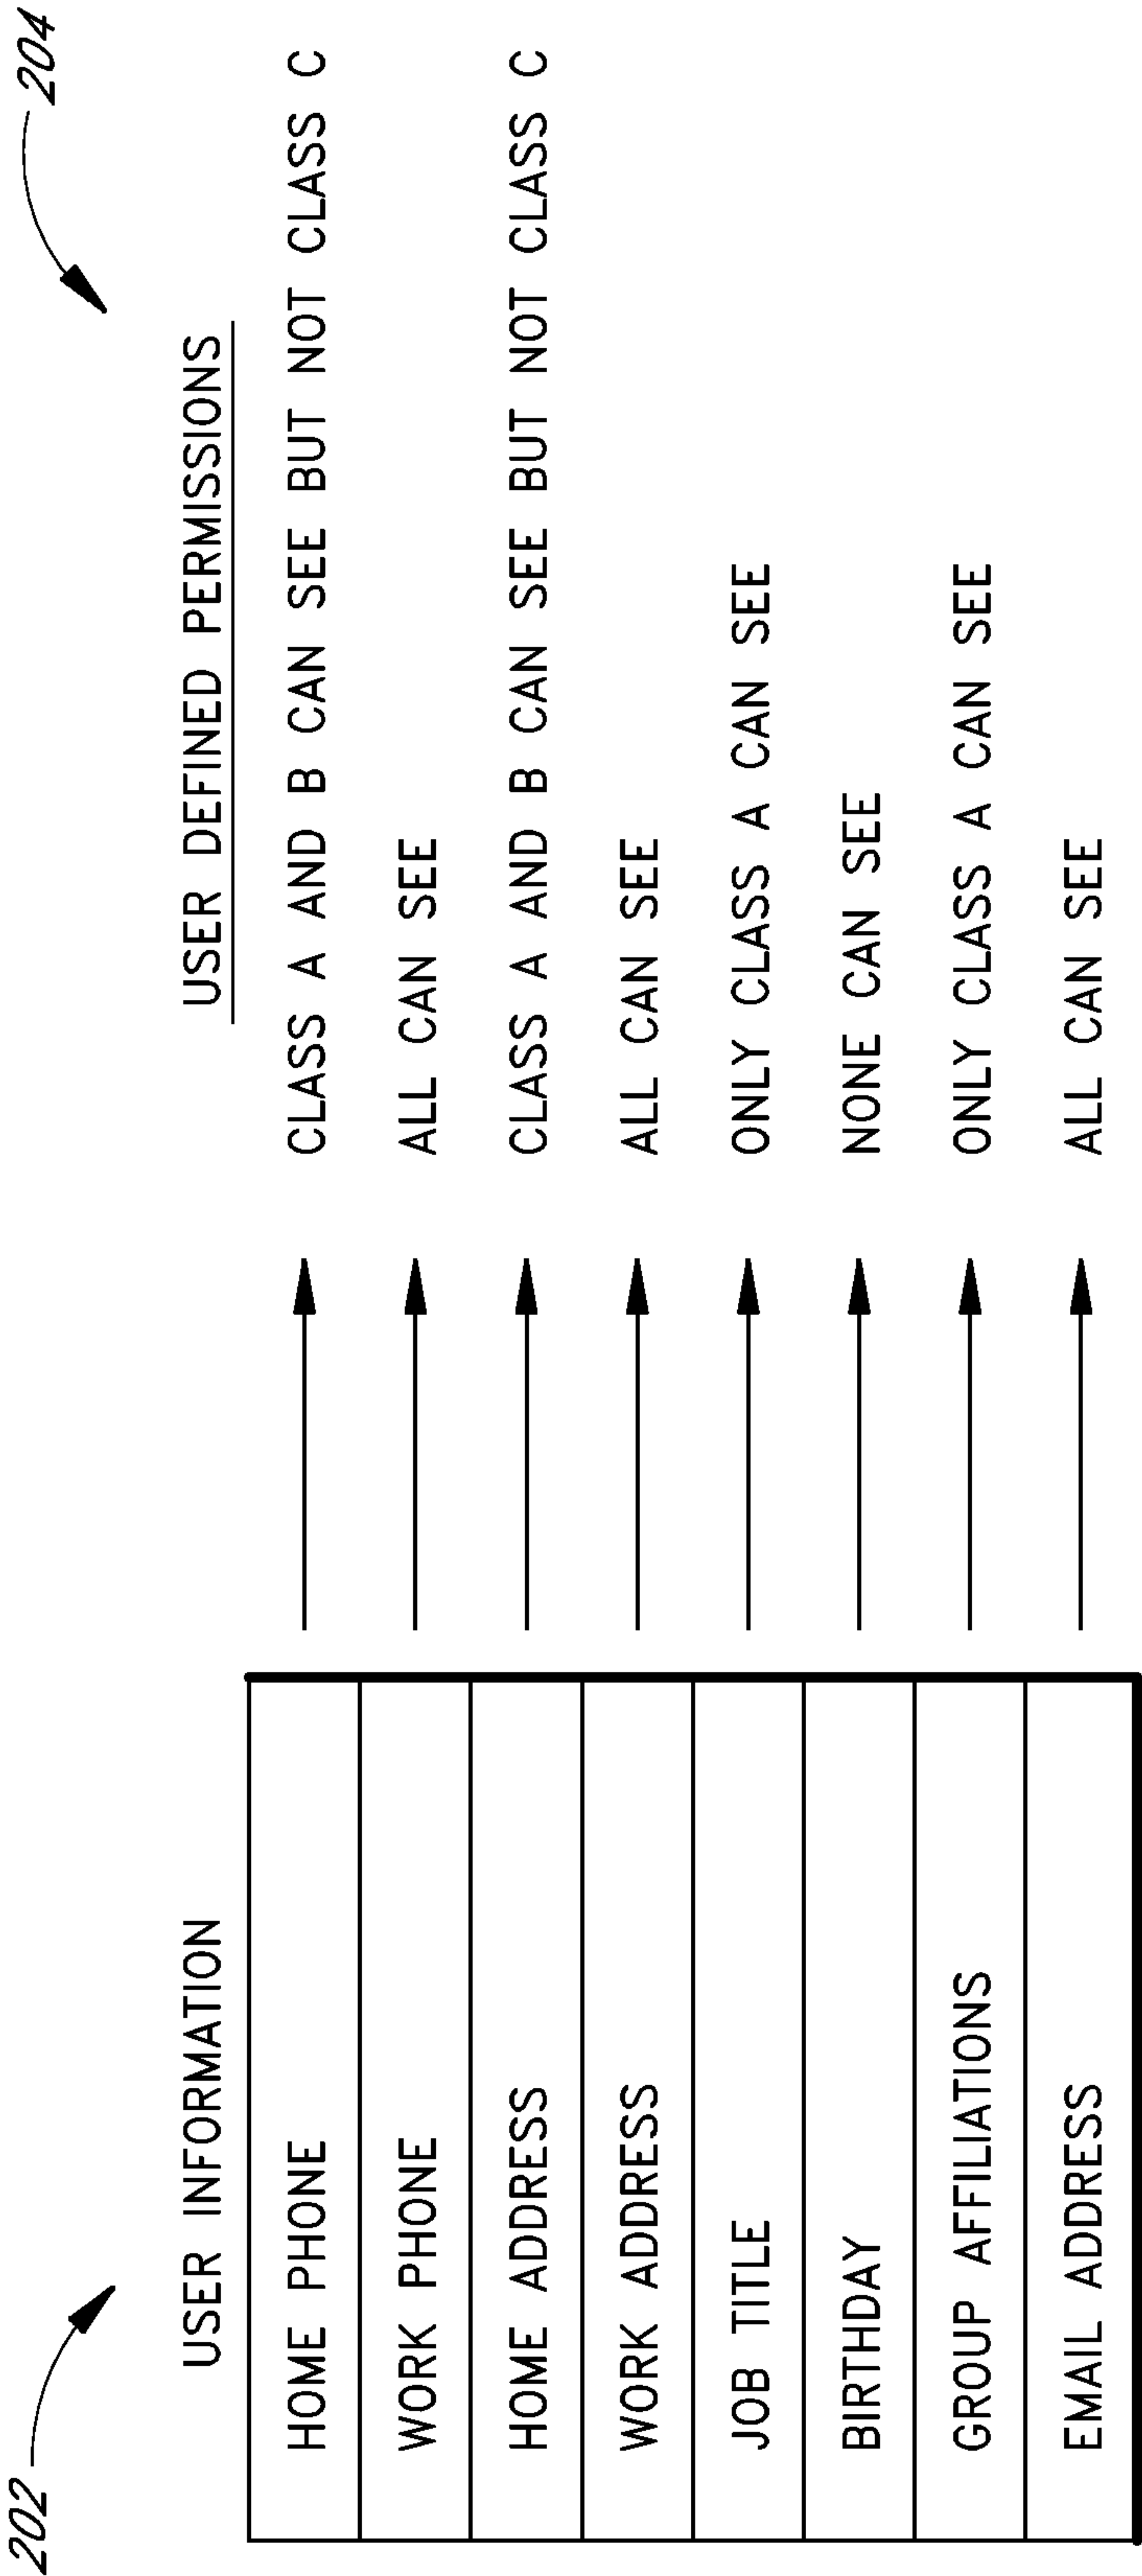 202
204
USER INFORMATION
USER DEFINED PERMISSIONS
HOME PHONE
CLASS A AND B CAN SEE BUT NOT CLASS C
WORK PHONE
ALL CAN SEE
HOME ADDRESS
CLASS A AND B CAN SEE BUT NOT CLASS C
WORK ADDRESS
ALL CAN SEE
JOB TITLE
ONLY CLASS A CAN SEE
BIRTHDAY
NONE CAN SEE
GROUP AFFILIATIONS
ONLY CLASS A CAN SEE
EMAIL ADDRESS
ALL CAN SEE